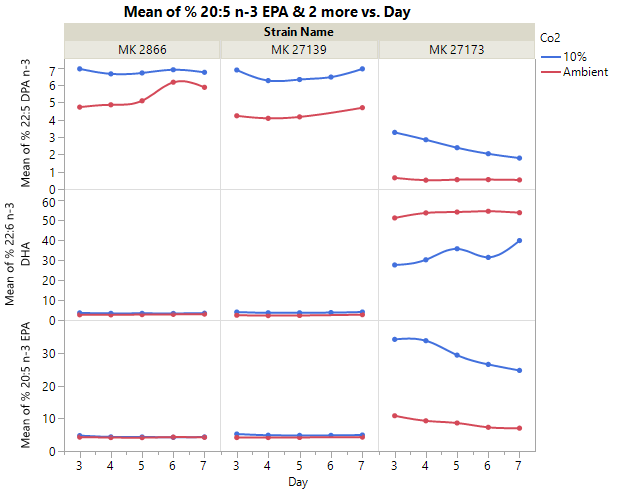 Mean of % 20:5 n-3 EPA & 2 more vs. Day
Strain Name
MK 2866 MK 27139 MK 27173
Co2
10%
Ambient
Mean of % 22:5 DPA n-3
7
6
5
4
3
2
1
0
Mean of % 22:6 n-3
DHA
60
50
40
30
20
10
0
Mean of % 20:5 n-3 EPA
30
20
10
0
3 4 5 6 7 3 4 5 6 7 3 4 5 6 7
Day